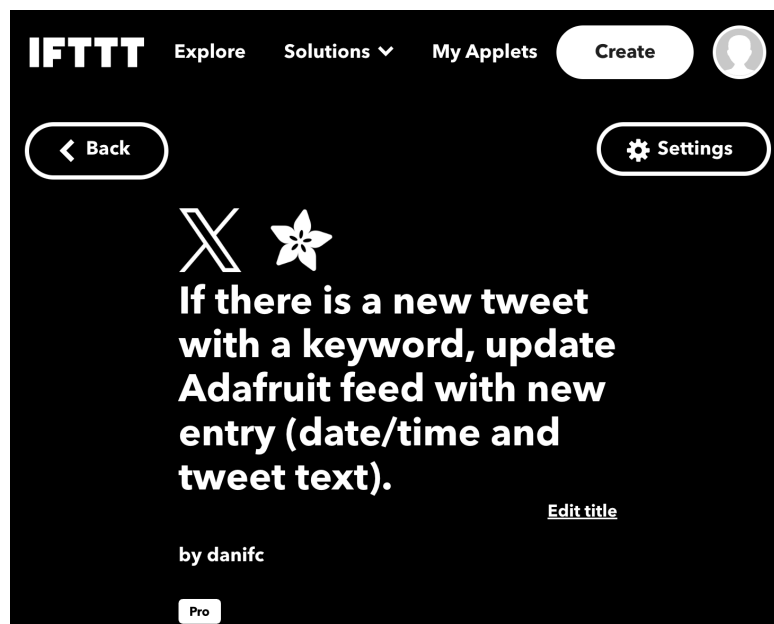 IFTTT Explore Solutions My Applets Create
Back Settings
If there is a new tweet
with a keyword, update
Adafruit feed with new
entry (date/time and
tweet text).
Edit title
by danifc
Pro